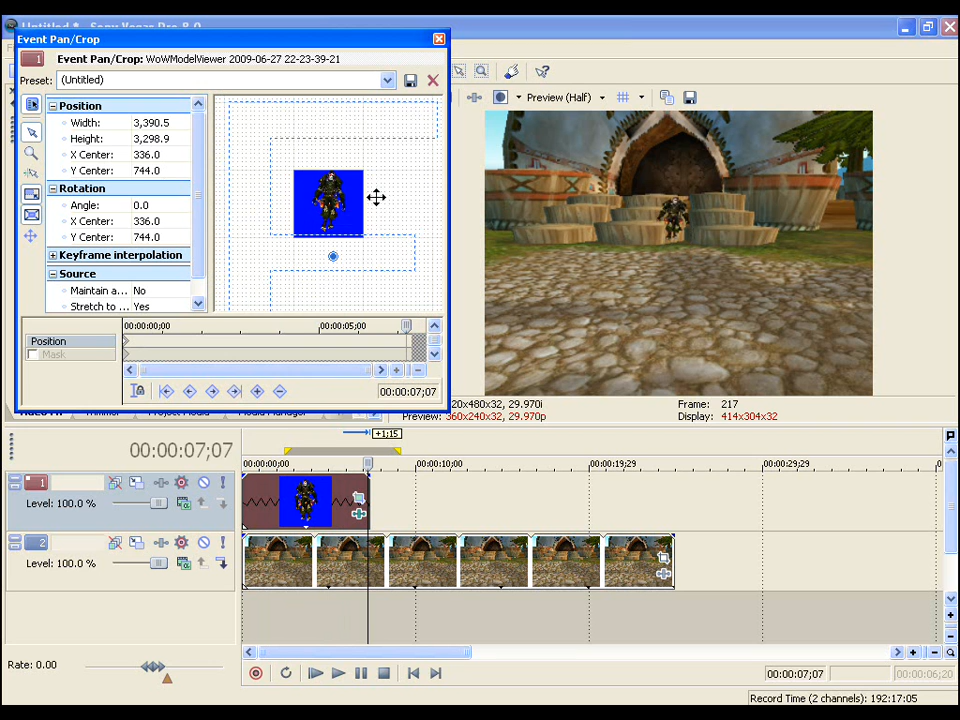 Untitled * - Sony Vegas Pro 8.0
Event Pan/Crop
1
Event Pan/Crop: WoWModelViewer 2009-06-27 22-23-39-21
Preset:
(Untitled)
Preview (Half)
Position
Width: 3,390.5
Height: 3,298.9
X Center: 336.0
Y Center: 744.0
Rotation
Angle: 0.0
X Center: 336.0
Y Center: 744.0
Keyframe interpolation
Source
Maintain a... No
Stretch to ... Yes
00:00:00;00
00:00:05;00
Position
Mask
00:00:07;07
20x480x32, 29.970i
Frame: 217
Preview: 360x240x32, 29.970p
Display: 414x304x32
+1;15
00:00:07;07
00:00:00;00
00:00:10;00
00:00:19;29
00:00:29;29
1
Level: 100.0 %
2
Level: 100.0 %
Rate: 0.00
00:00:07;07
00:00:06;20
Record Time (2 channels): 192:17:05